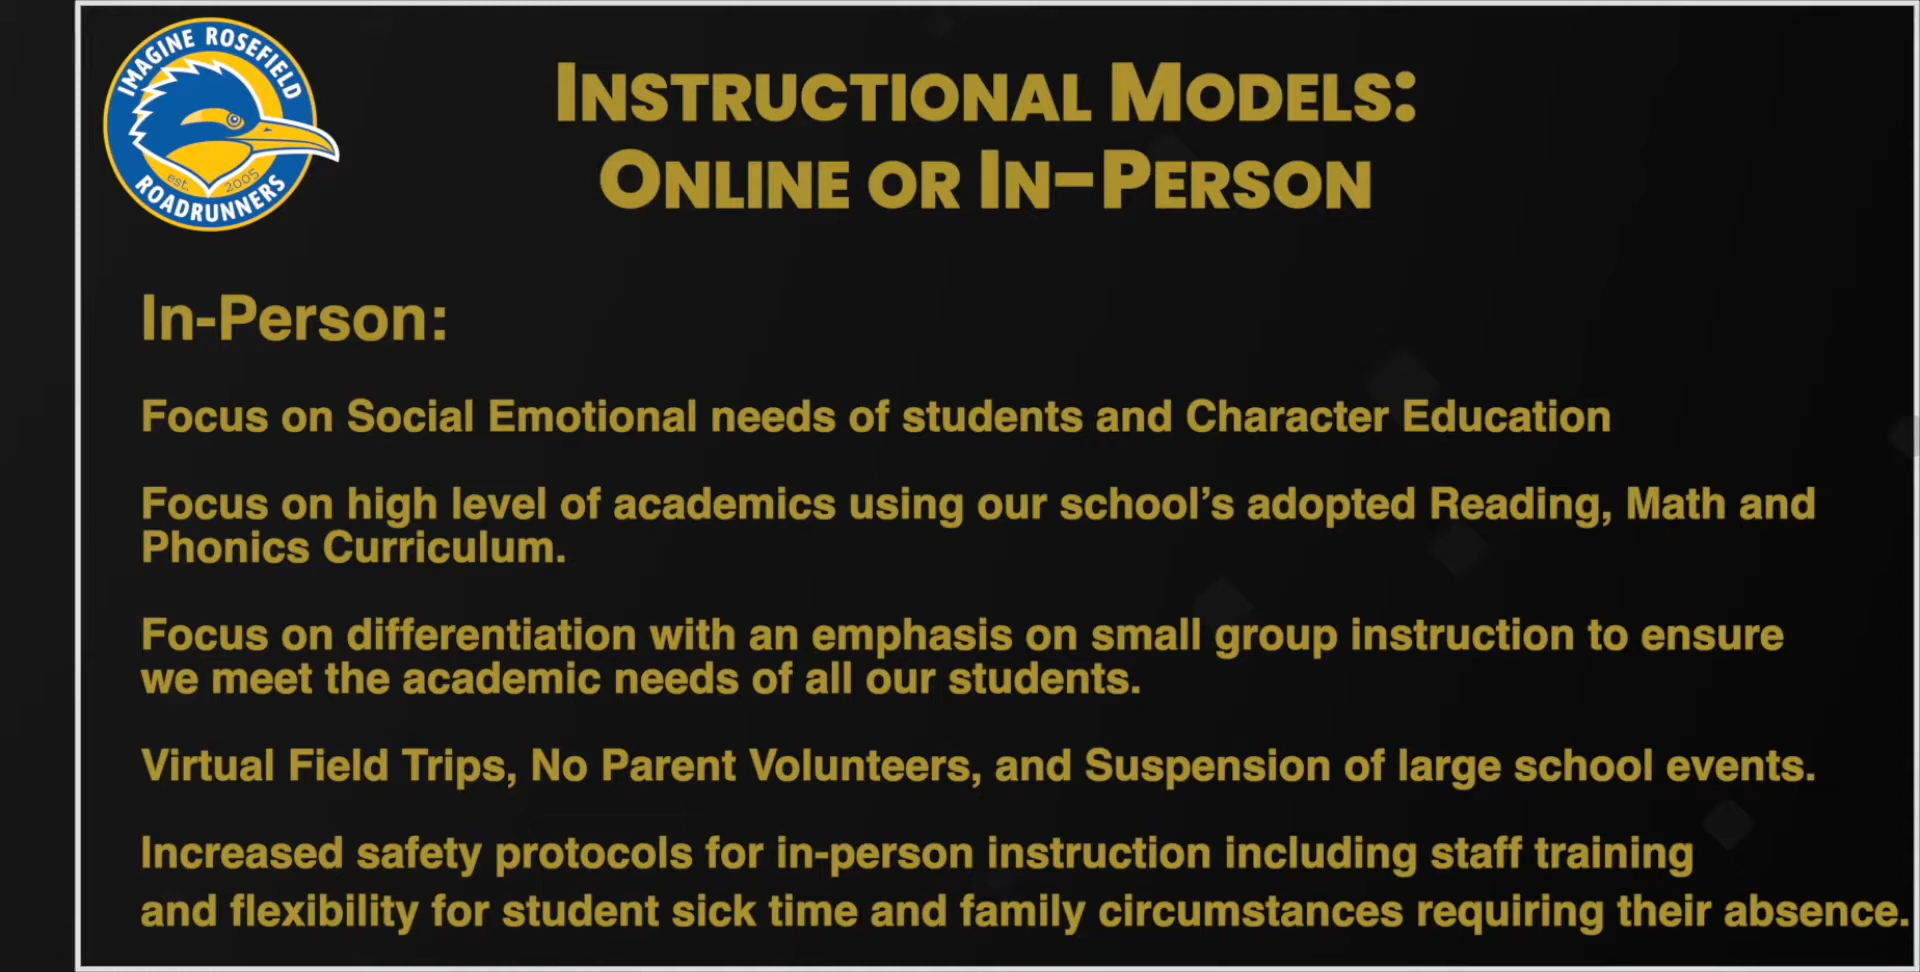 IMAGINE ROSEFIELD
est. 2005
ROADRUNNERS
INSTRUCTIONAL MODELS:
ONLINE OR IN-PERSON
In-Person:
Focus on Social Emotional needs of students and Character Education
Focus on high level of academics using our school’s adopted Reading, Math and
Phonics Curriculum.
Focus on differentiation with an emphasis on small group instruction to ensure
we meet the academic needs of all our students.
Virtual Field Trips, No Parent Volunteers, and Suspension of large school events.
Increased safety protocols for in-person instruction including staff training
and flexibility for student sick time and family circumstances requiring their absence.